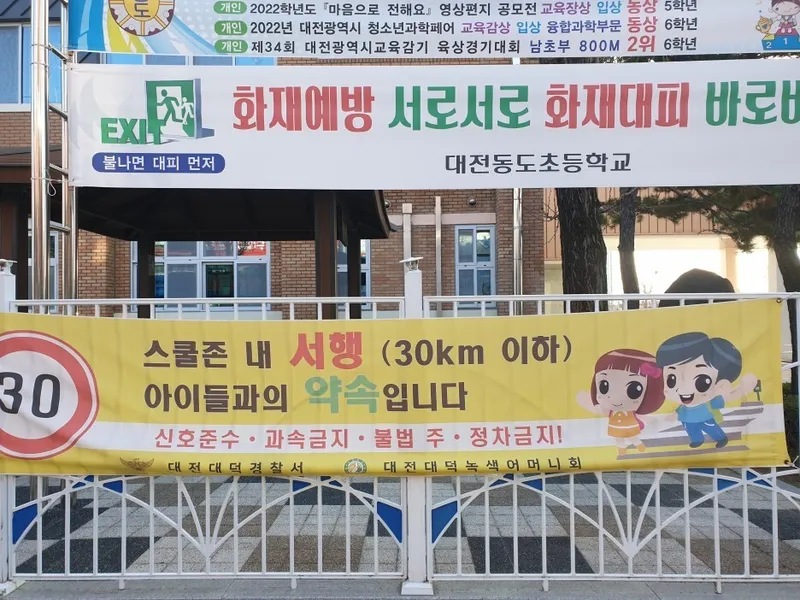 개인 2022학년도 『마음으로 전해요』 영상편지 공모전 교육장상 입상 동상 5학년
개인 2022년 대전광역시 청소년과학페어 교육감상 입상 융합과학부문 동상 6학년
개인 제34회 대전광역시교육감기 육상경기대회 남초부 800M 2위 6학년
2 1
EXIT
화재예방 서로서로 화재대피 바로바
불나면 대피 먼저
대전동도초등학교
30
스쿨존 내 서행 (30km 이하)
아이들과의 약속입니다
신호준수 · 과속금지 · 불법 주 · 정차금지!
대전대덕경찰서 대전대덕녹색어머니회